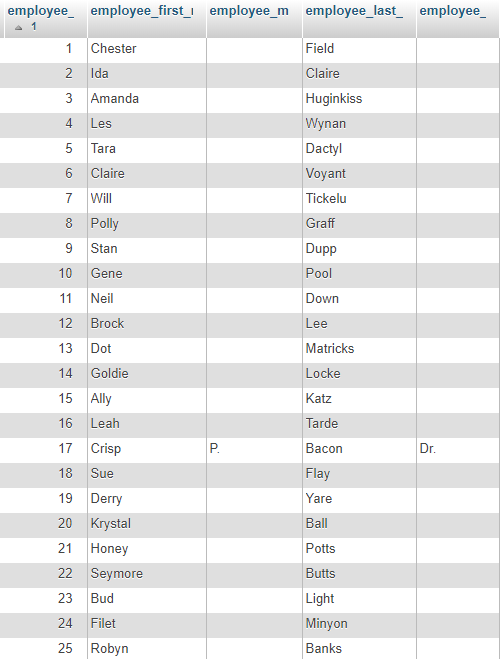 employee_ employee_first_ employee_m employee_last_ employee_
1
1 Chester Field
2 Ida Claire
3 Amanda Huginkiss
4 Les Wynan
5 Tara Dactyl
6 Claire Voyant
7 Will Tickelu
8 Polly Graff
9 Stan Dupp
10 Gene Pool
11 Neil Down
12 Brock Lee
13 Dot Matricks
14 Goldie Locke
15 Ally Katz
16 Leah Tarde
17 Crisp P. Bacon Dr.
18 Sue Flay
19 Derry Yare
20 Krystal Ball
21 Honey Potts
22 Seymore Butts
23 Bud Light
24 Filet Minyon
25 Robyn Banks